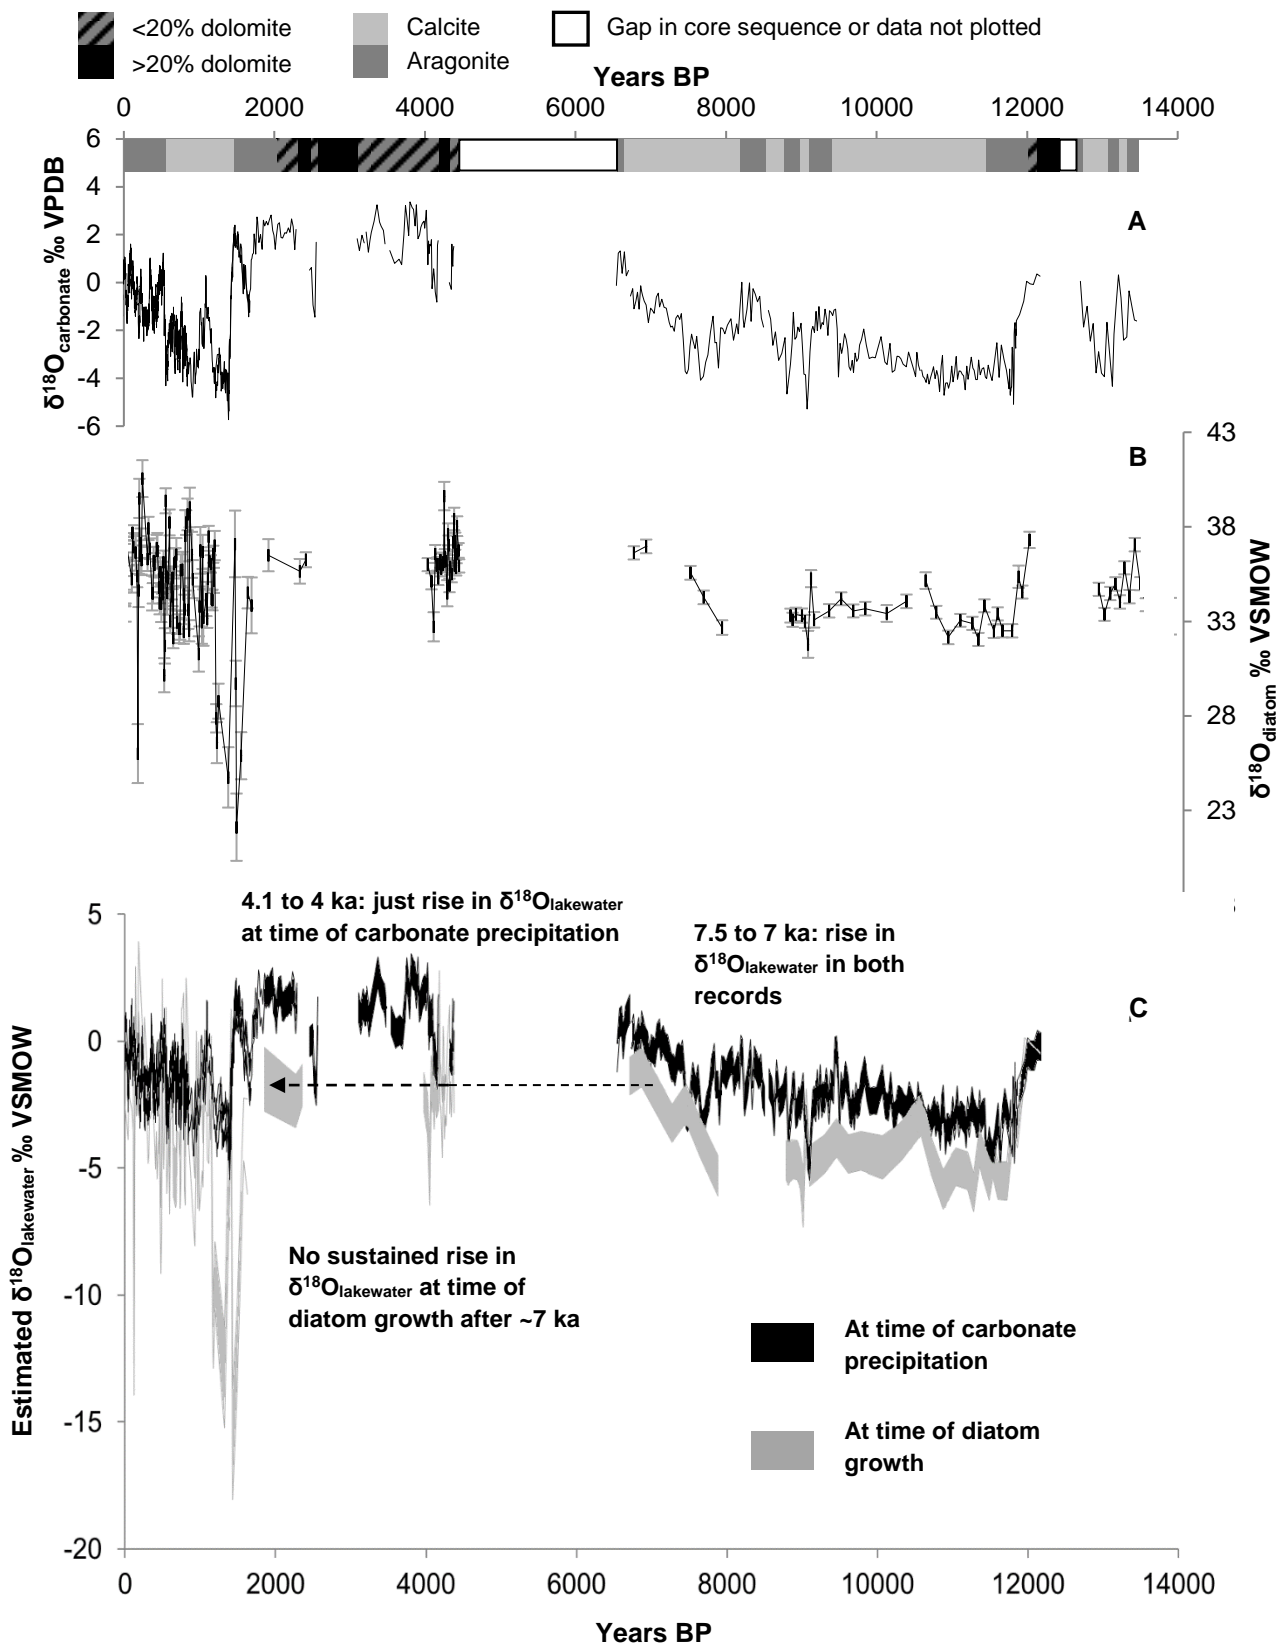 <20% dolomite
>20% dolomite
Calcite
Aragonite
Gap in core sequence or data not plotted
Years BP
0 2000 4000 6000 8000 10000 12000 14000
6
4
2
0
-2
-4
-6
δ18Ocarbonate ‰ VPDB
A
43
38
33
28
23
δ18Odiatom ‰ VSMOW
B
4.1 to 4 ka: just rise in δ18Olakewater
at time of carbonate precipitation
7.5 to 7 ka: rise in
δ18Olakewater in both
records
C
5
0
-5
-10
-15
-20
Estimated δ18Olakewater ‰ VSMOW
No sustained rise in
δ18Olakewater at time of
diatom growth after ~7 ka
At time of carbonate
precipitation
At time of diatom
growth
0 2000 4000 6000 8000 10000 12000 14000
Years BP